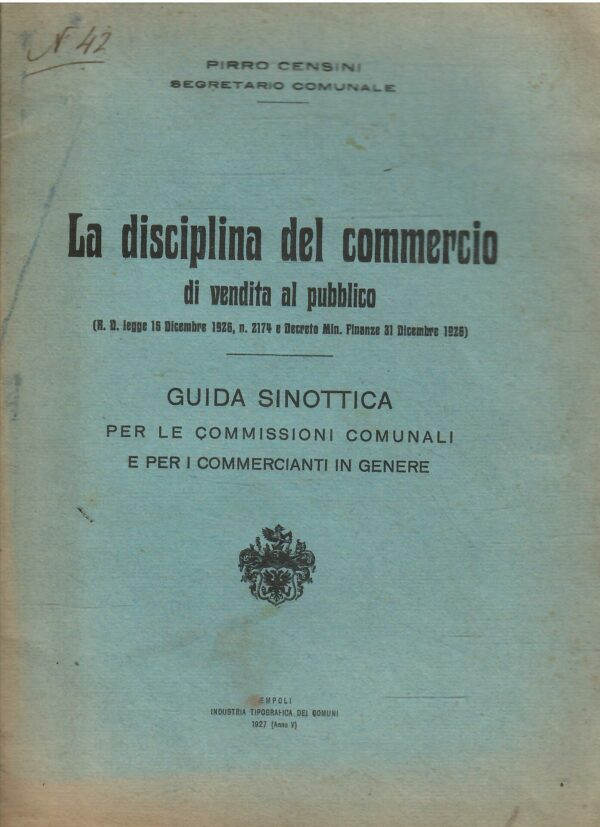 N 42
PIRRO CENSINI
SEGRETARIO COMUNALE
La disciplina del commercio
di vendita al pubblico
(R. D. legge 16 Dicembre 1926, n. 2174 e Decreto Min. Finanze 31 Dicembre 1926)
GUIDA SINOTTICA
PER LE COMMISSIONI COMUNALI
E PER I COMMERCIANTI IN GENERE
EMPOLI
INDUSTRIA TIPOGRAFICA DEI COMUNI
1927 (Anno V)